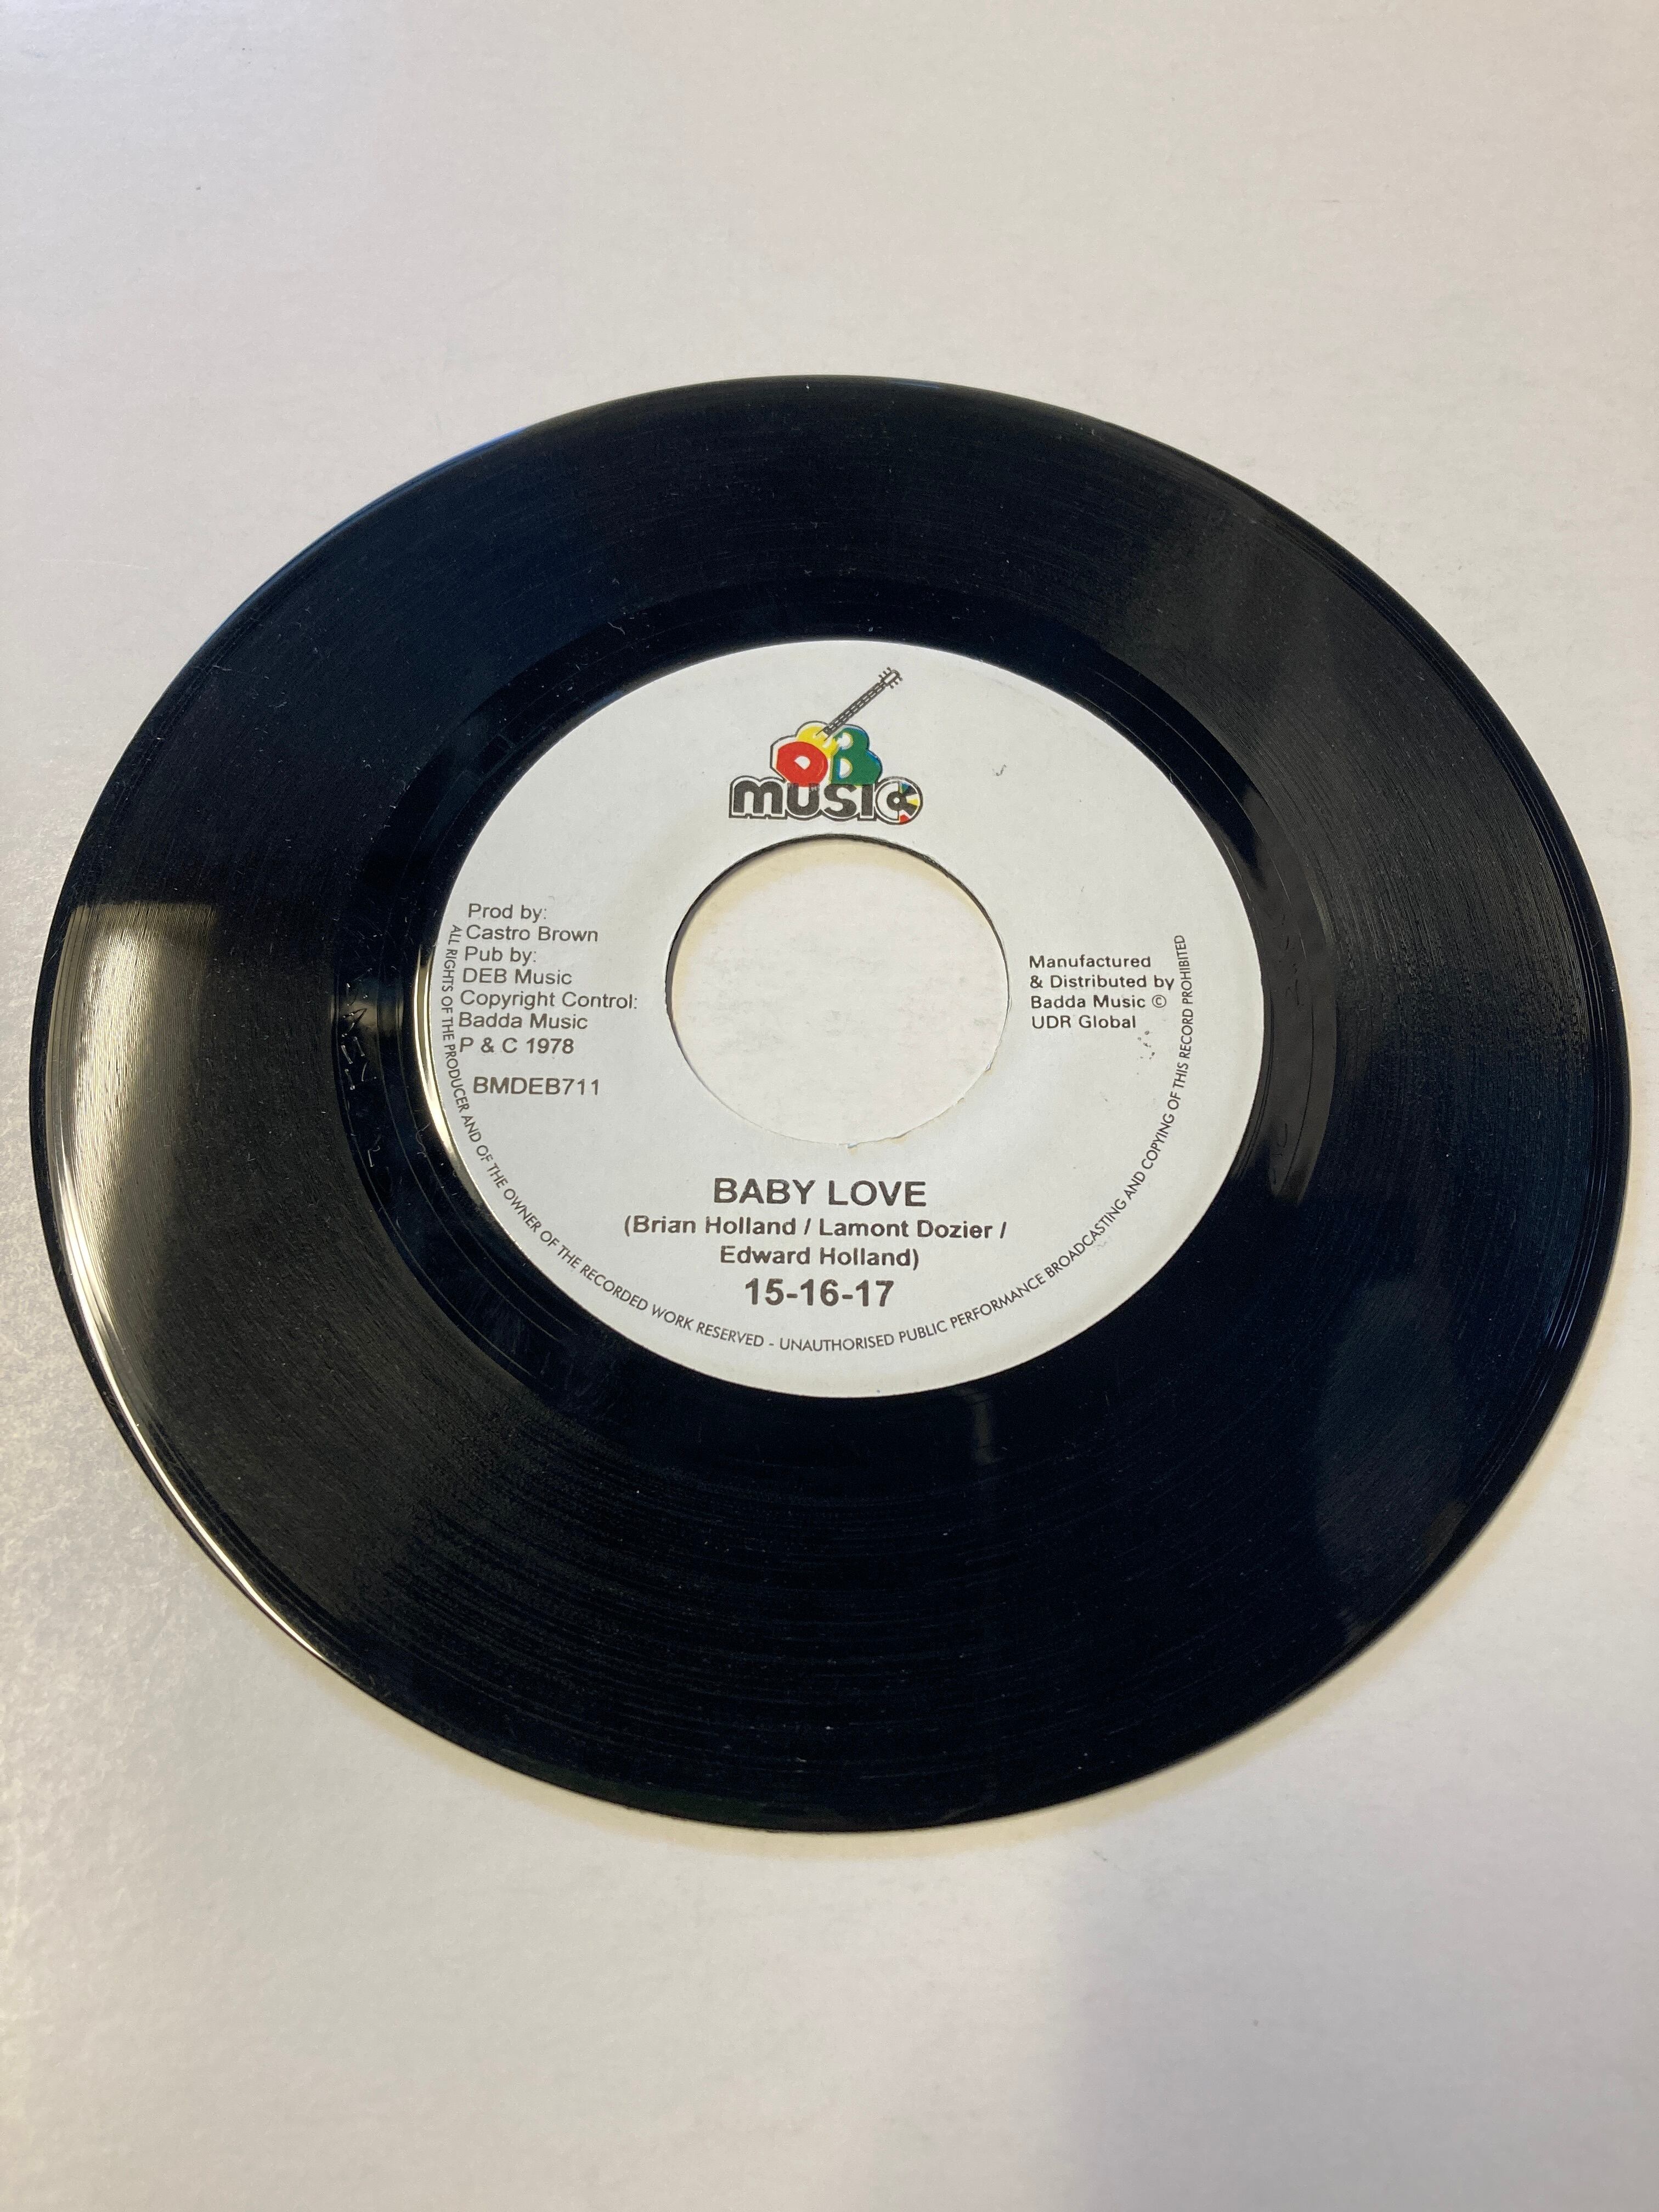 DEB
MUSIC
Prod by:
Castro Brown
Pub by:
DEB Music
Copyright Control:
Badda Music
P & C 1978
BMDEB711
Manufactured
& Distributed by
Badda Music ©
UDR Global
BABY LOVE
(Brian Holland / Lamont Dozier /
Edward Holland)
15-16-17
ALL RIGHTS OF THE PRODUCER AND OF THE OWNER OF THE RECORDED WORK RESERVED - UNAUTHORISED PUBLIC PERFORMANCE BROADCASTING AND COPYING OF THIS RECORD PROHIBITED